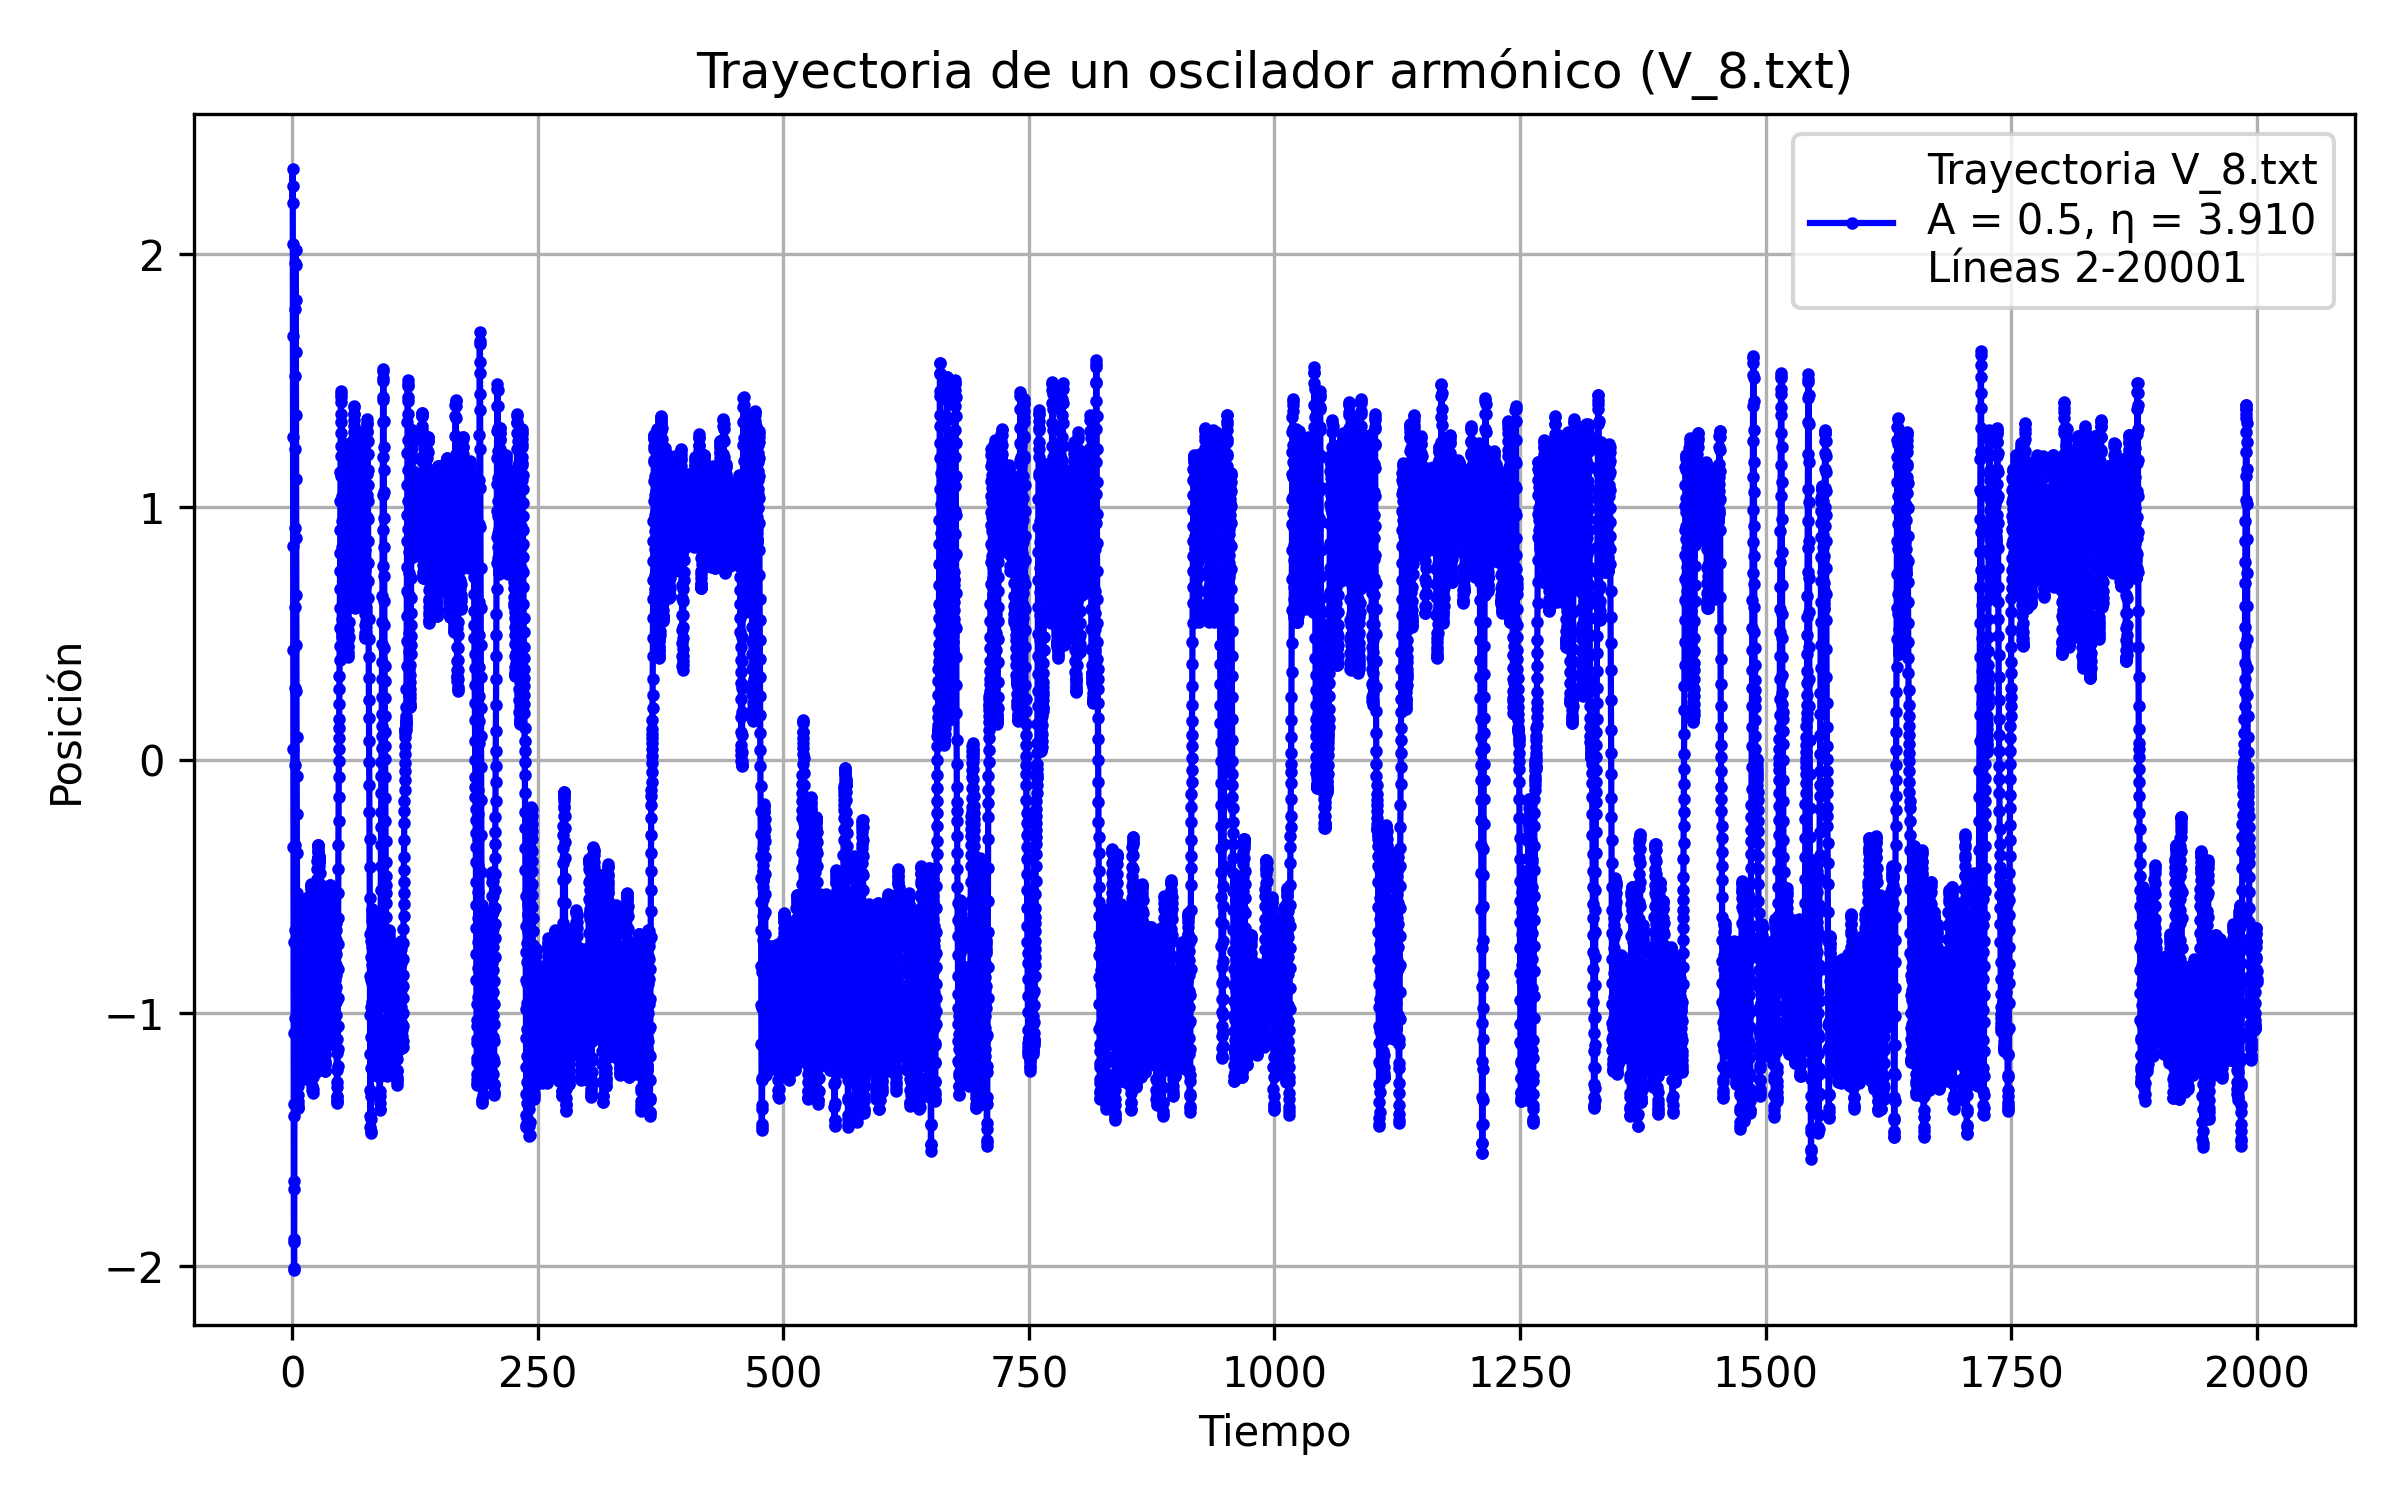 Trayectoria de un oscilador armónico (V_8.txt)
Trayectoria V_8.txt
A = 0.5, η = 3.910
Líneas 2-20001
Posición
2
1
0
−1
−2
0 250 500 750 1000 1250 1500 1750 2000
Tiempo